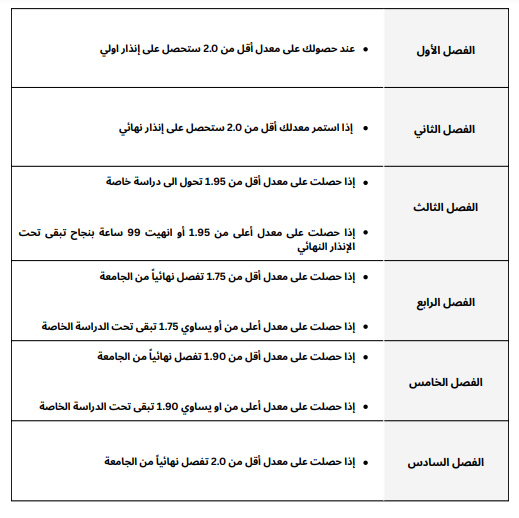 الفصل الأول
• عند حصولك على معدل أقل من 2.0 ستحصل على إنذار اولي
الفصل الثاني
• إذا استمر معدلك أقل من 2.0 ستحصل على إنذار نهائي
الفصل الثالث
• إذا حصلت على معدل أقل من 1.95 تحول الى دراسة خاصة
• إذا حصلت على معدل أعلى من 1.95 أو انهيت 99 ساعة بنجاح تبقى تحت
الإنذار النهائي
الفصل الرابع
• إذا حصلت على معدل أقل من 1.75 تفصل نهائياً من الجامعة
• إذا حصلت على معدل أعلى من أو يساوي 1.75 تبقى تحت الدراسة الخاصة
الفصل الخامس
• إذا حصلت على معدل أقل من 1.90 تفصل نهائياً من الجامعة
• إذا حصلت على معدل أعلى من او يساوي 1.90 تبقى تحت الدراسة الخاصة
الفصل السادس
• إذا حصلت على معدل أقل من 2.0 تفصل نهائياً من الجامعة